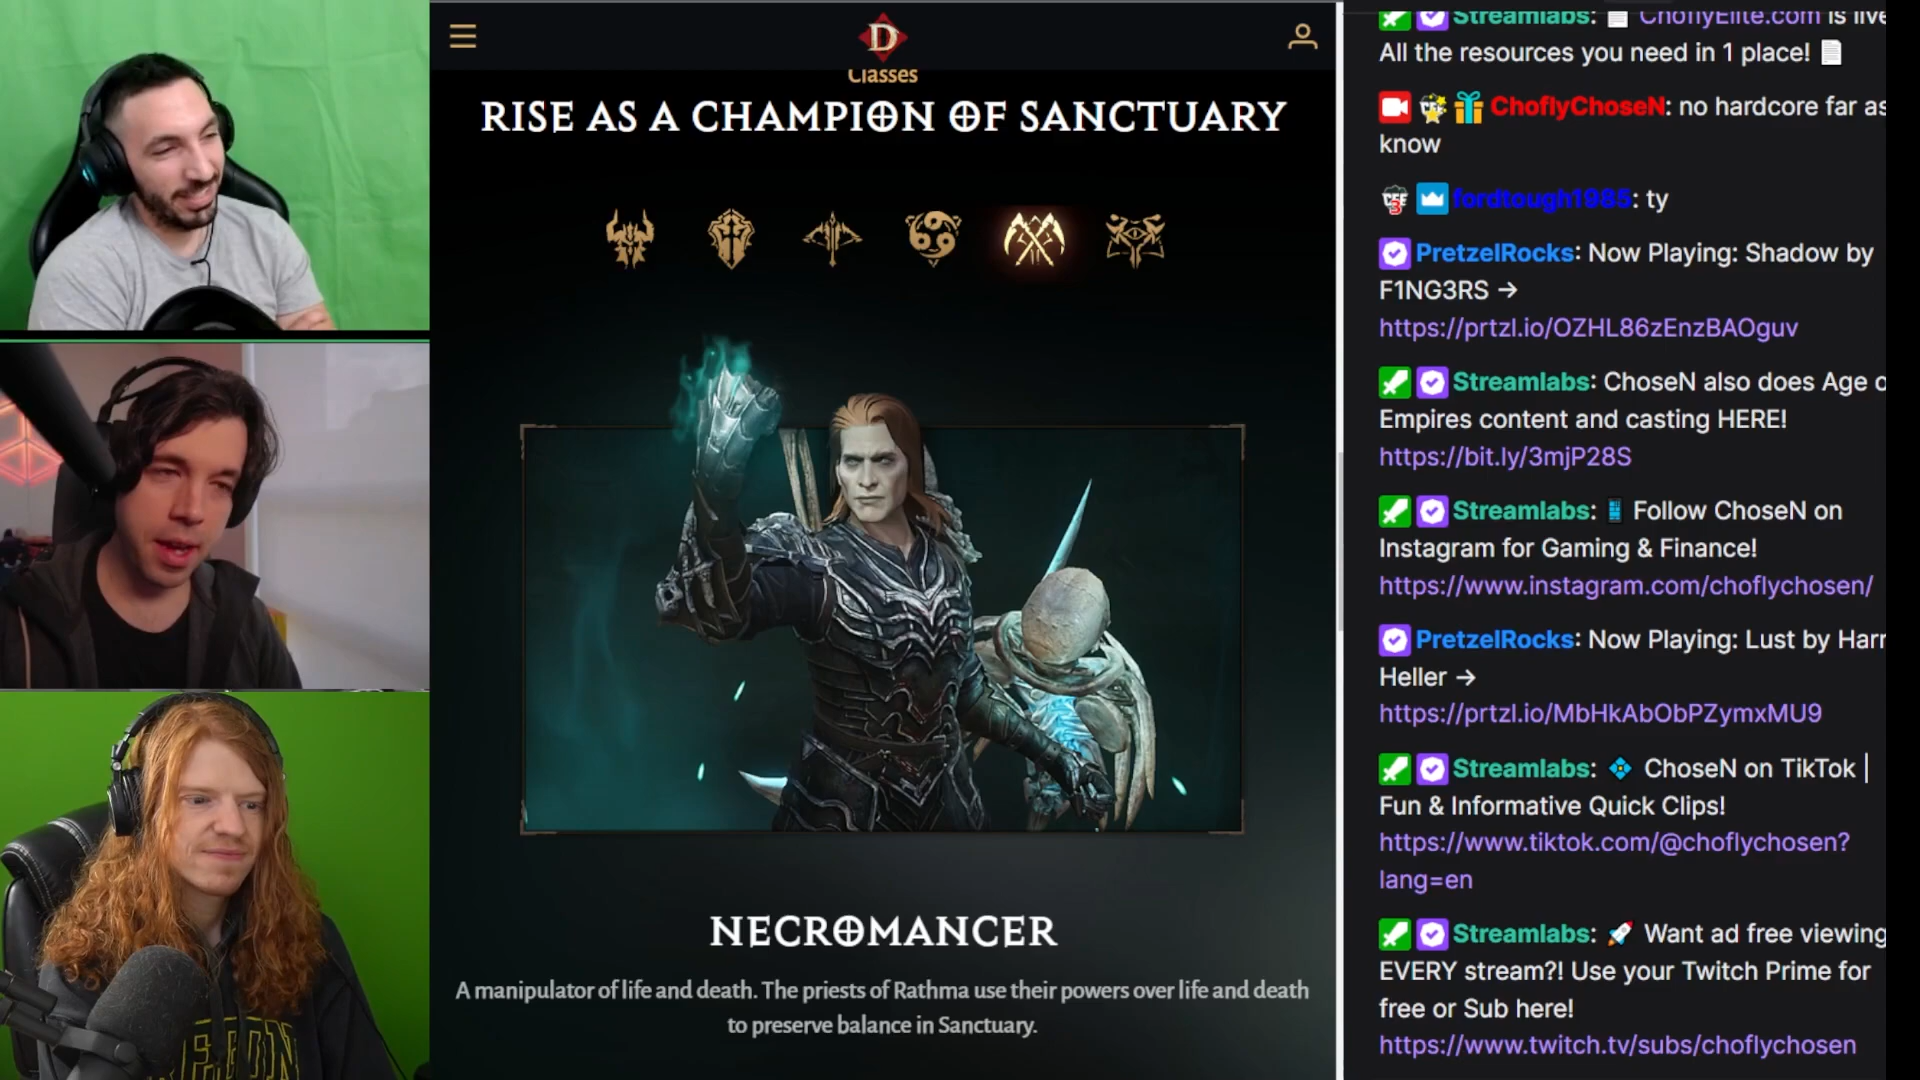 D
Classes
RISE AS A CHAMPION OF SANCTUARY
NECROMANCER
A manipulator of life and death. The priests of Rathma use their powers over life and death
to preserve balance in Sanctuary.
Streamlabs: ChoflyElite.com is live
All the resources you need in 1 place!
ChoflyChoseN: no hardcore far as
know
fordtough1985: ty
PretzelRocks: Now Playing: Shadow by
F1NG3RS →
https://prtzl.io/OZHL86zEnzBAOguv
Streamlabs: ChoseN also does Age o
Empires content and casting HERE!
https://bit.ly/3mjP28S
Streamlabs: Follow ChoseN on
Instagram for Gaming & Finance!
https://www.instagram.com/choflychosen/
PretzelRocks: Now Playing: Lust by Harr
Heller →
https://prtzl.io/MbHkAbObPZymxMU9
Streamlabs: ChoseN on TikTok |
Fun & Informative Quick Clips!
https://www.tiktok.com/@choflychosen?
lang=en
Streamlabs: Want ad free viewing
EVERY stream?! Use your Twitch Prime for
free or Sub here!
https://www.twitch.tv/subs/choflychosen